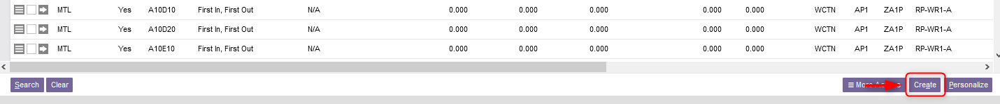 MTL Yes A10D10 First In, First Out N/A 0.000 0.000 0.000 0.000 0.000 WCTN AP1 ZA1P RP-WR1-A
MTL Yes A10D20 First In, First Out N/A 0.000 0.000 0.000 0.000 0.000 WCTN AP1 ZA1P RP-WR1-A
MTL Yes A10E10 First In, First Out N/A 0.000 0.000 0.000 0.000 0.000 WCTN AP1 ZA1P RP-WR1-A
Search Clear More Create Personalize